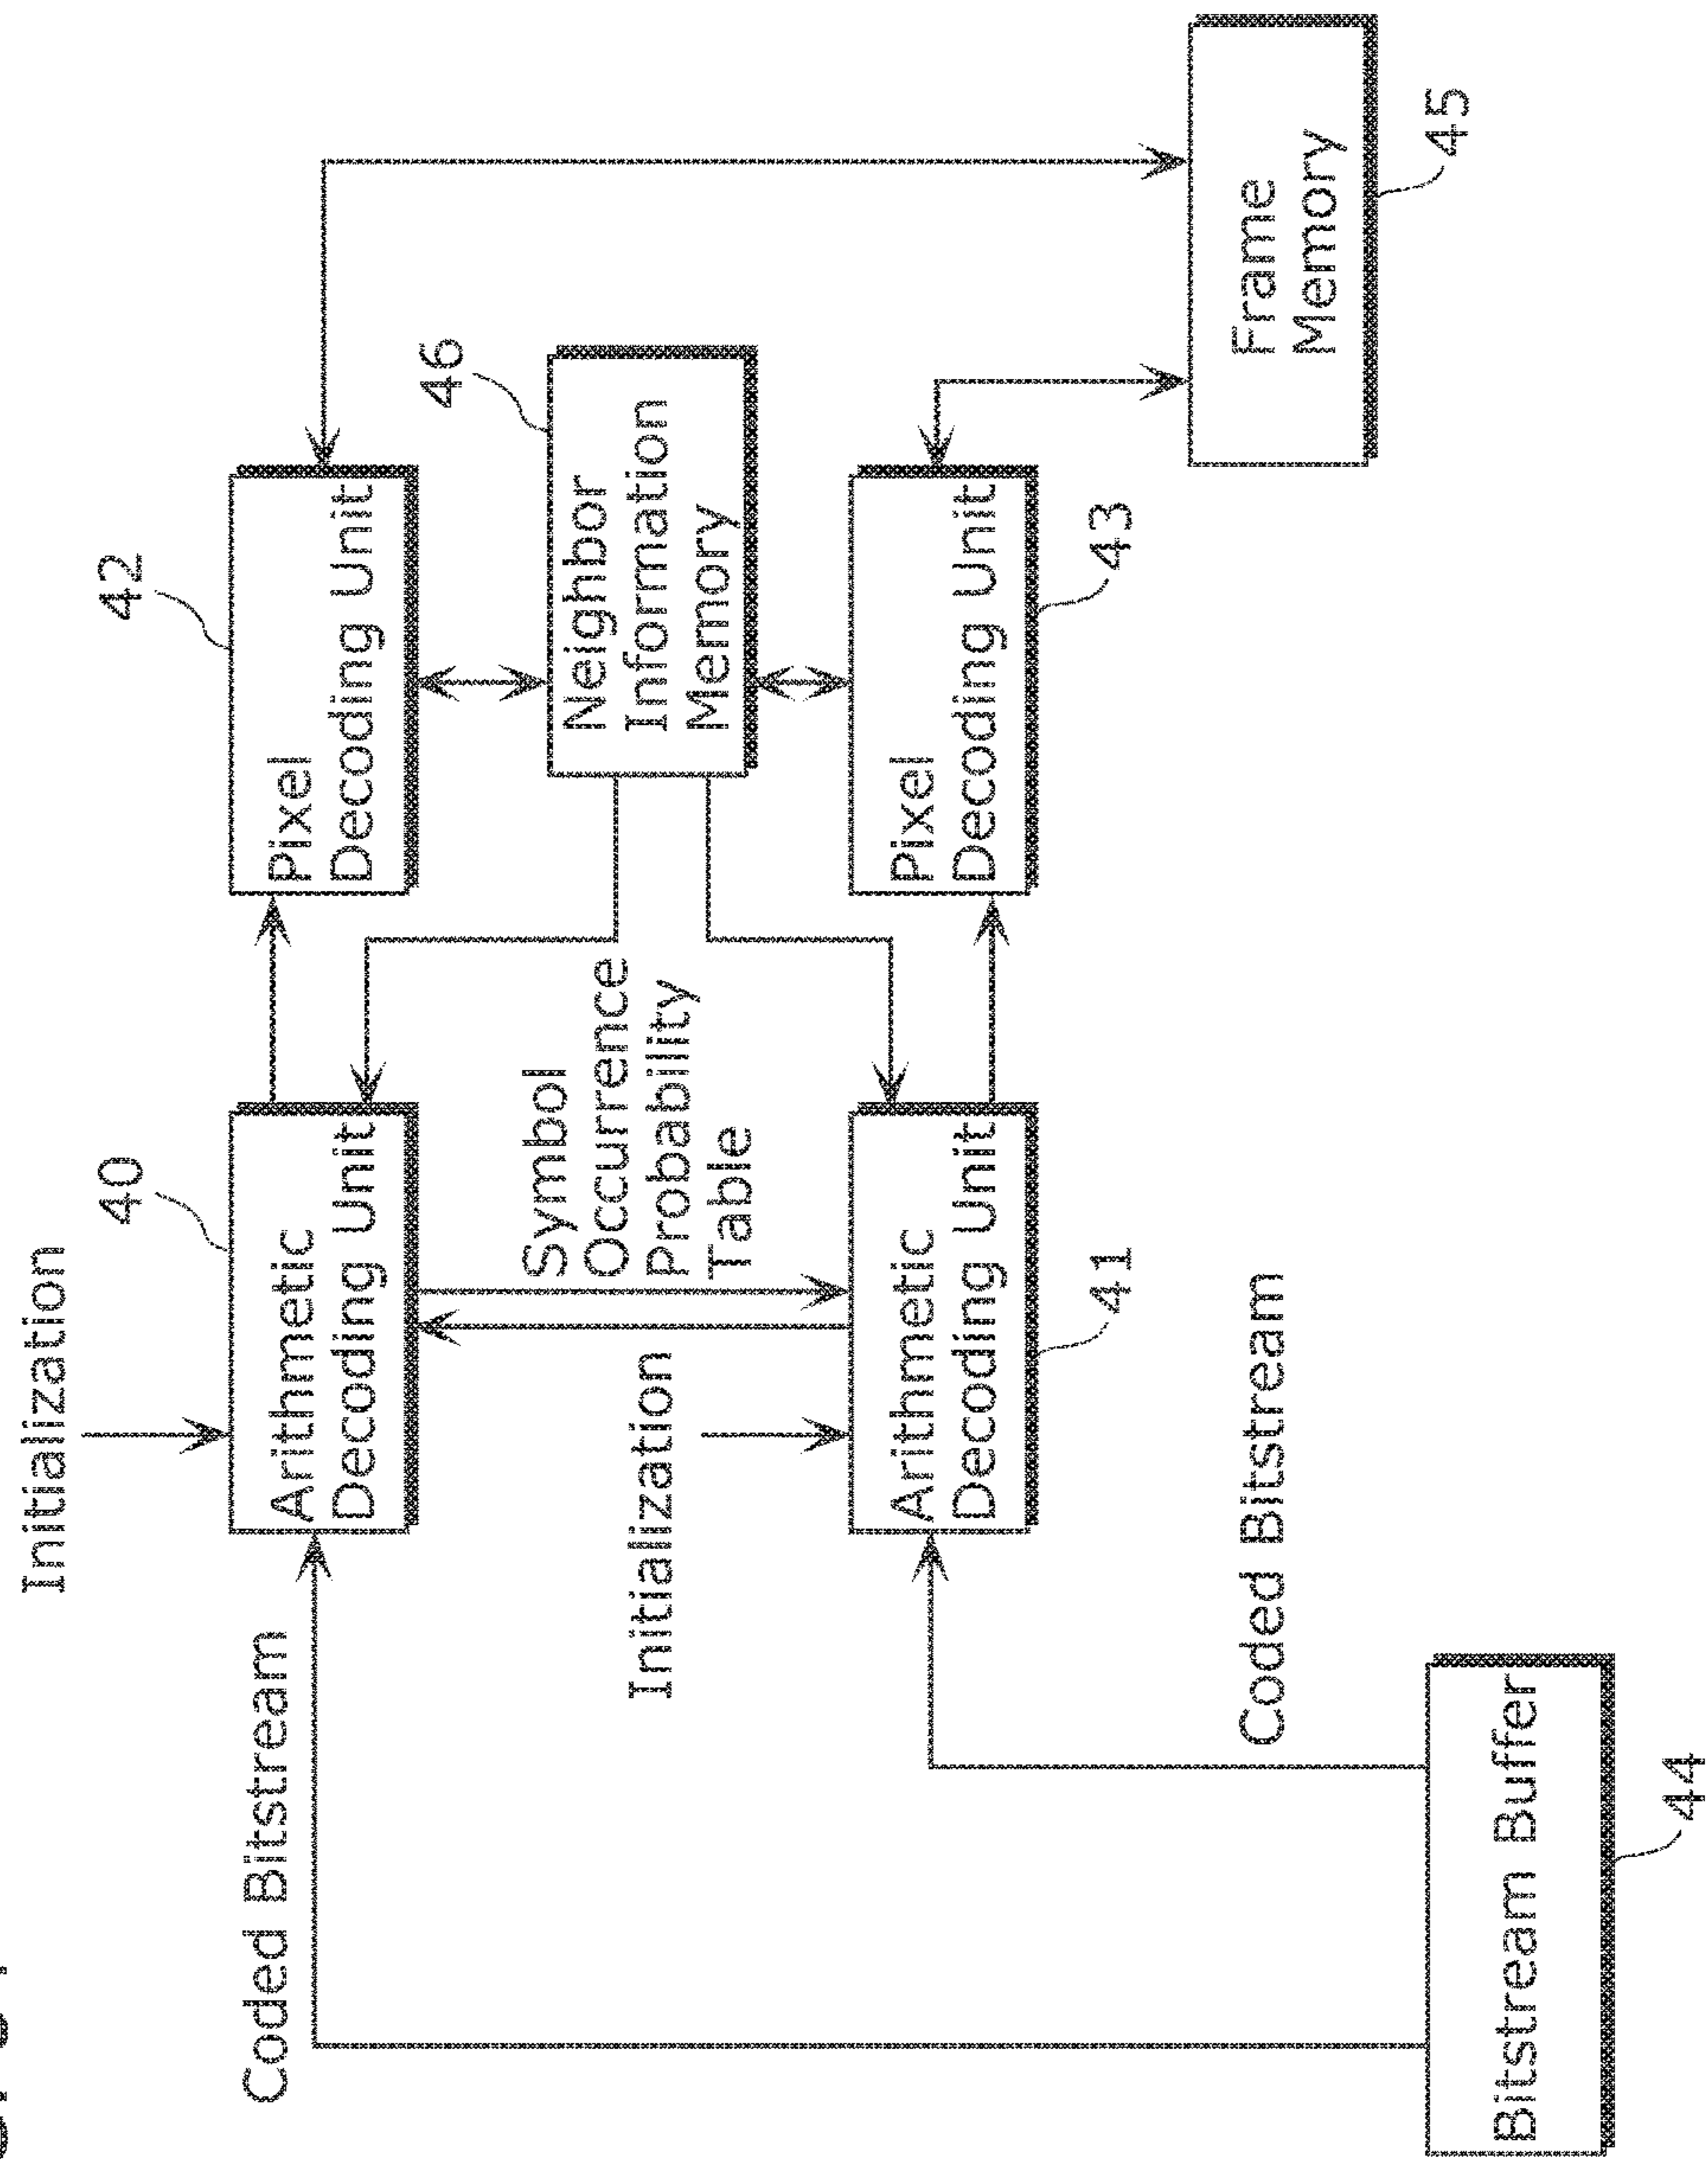 Initialization
40
42
Coded Bitstream
Arithmetic
Decoding Unit
Pixel
Decoding Unit
46
Initialization
Symbol
Occurrence
Probability
Table
Neighbor
Information
Memory
Arithmetic
Decoding Unit
Pixel
Decoding Unit
41
43
Coded Bitstream
Frame
Memory
45
Bitstream Buffer
44